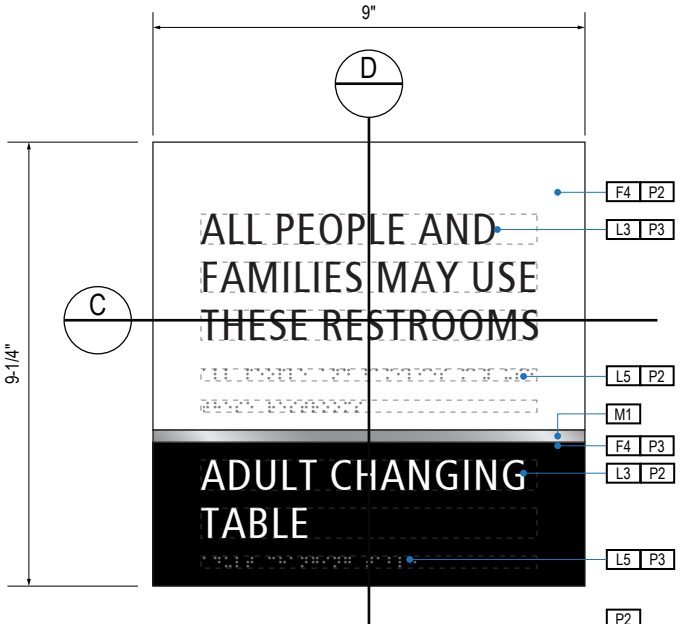 9"
D
F4 P2
ALL PEOPLE AND
L3 P3
FAMILIES MAY USE
C
THESE RESTROOMS
9-1/4"
L5 P2
M1
F4 P3
ADULT CHANGING
L3 P2
TABLE
L5 P3
P2